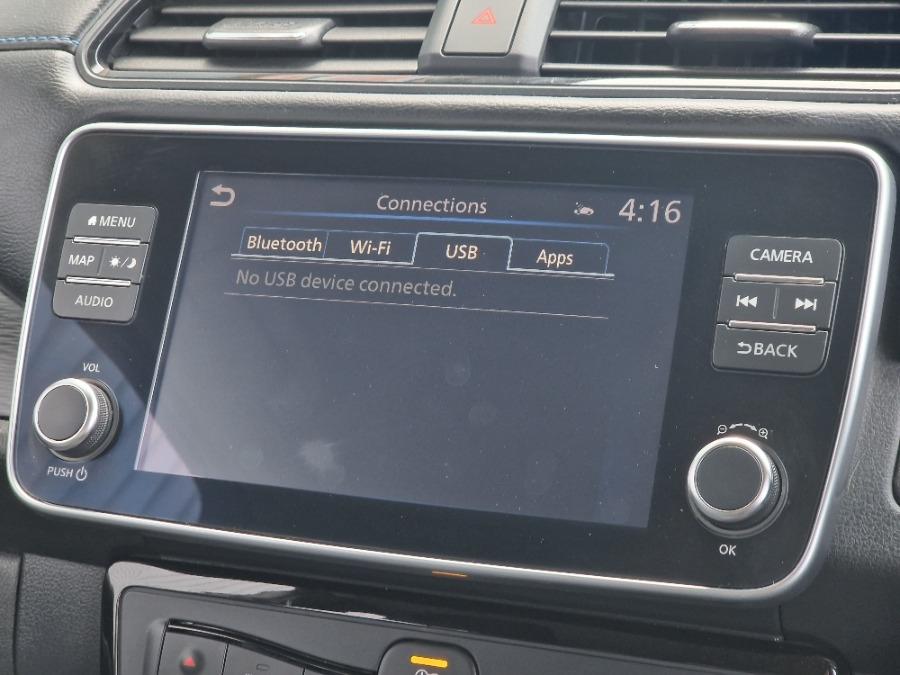 Connections 4:16
Bluetooth Wi-Fi USB Apps
No USB device connected.
MENU
MAP
AUDIO
VOL
PUSH
CAMERA
BACK
OK